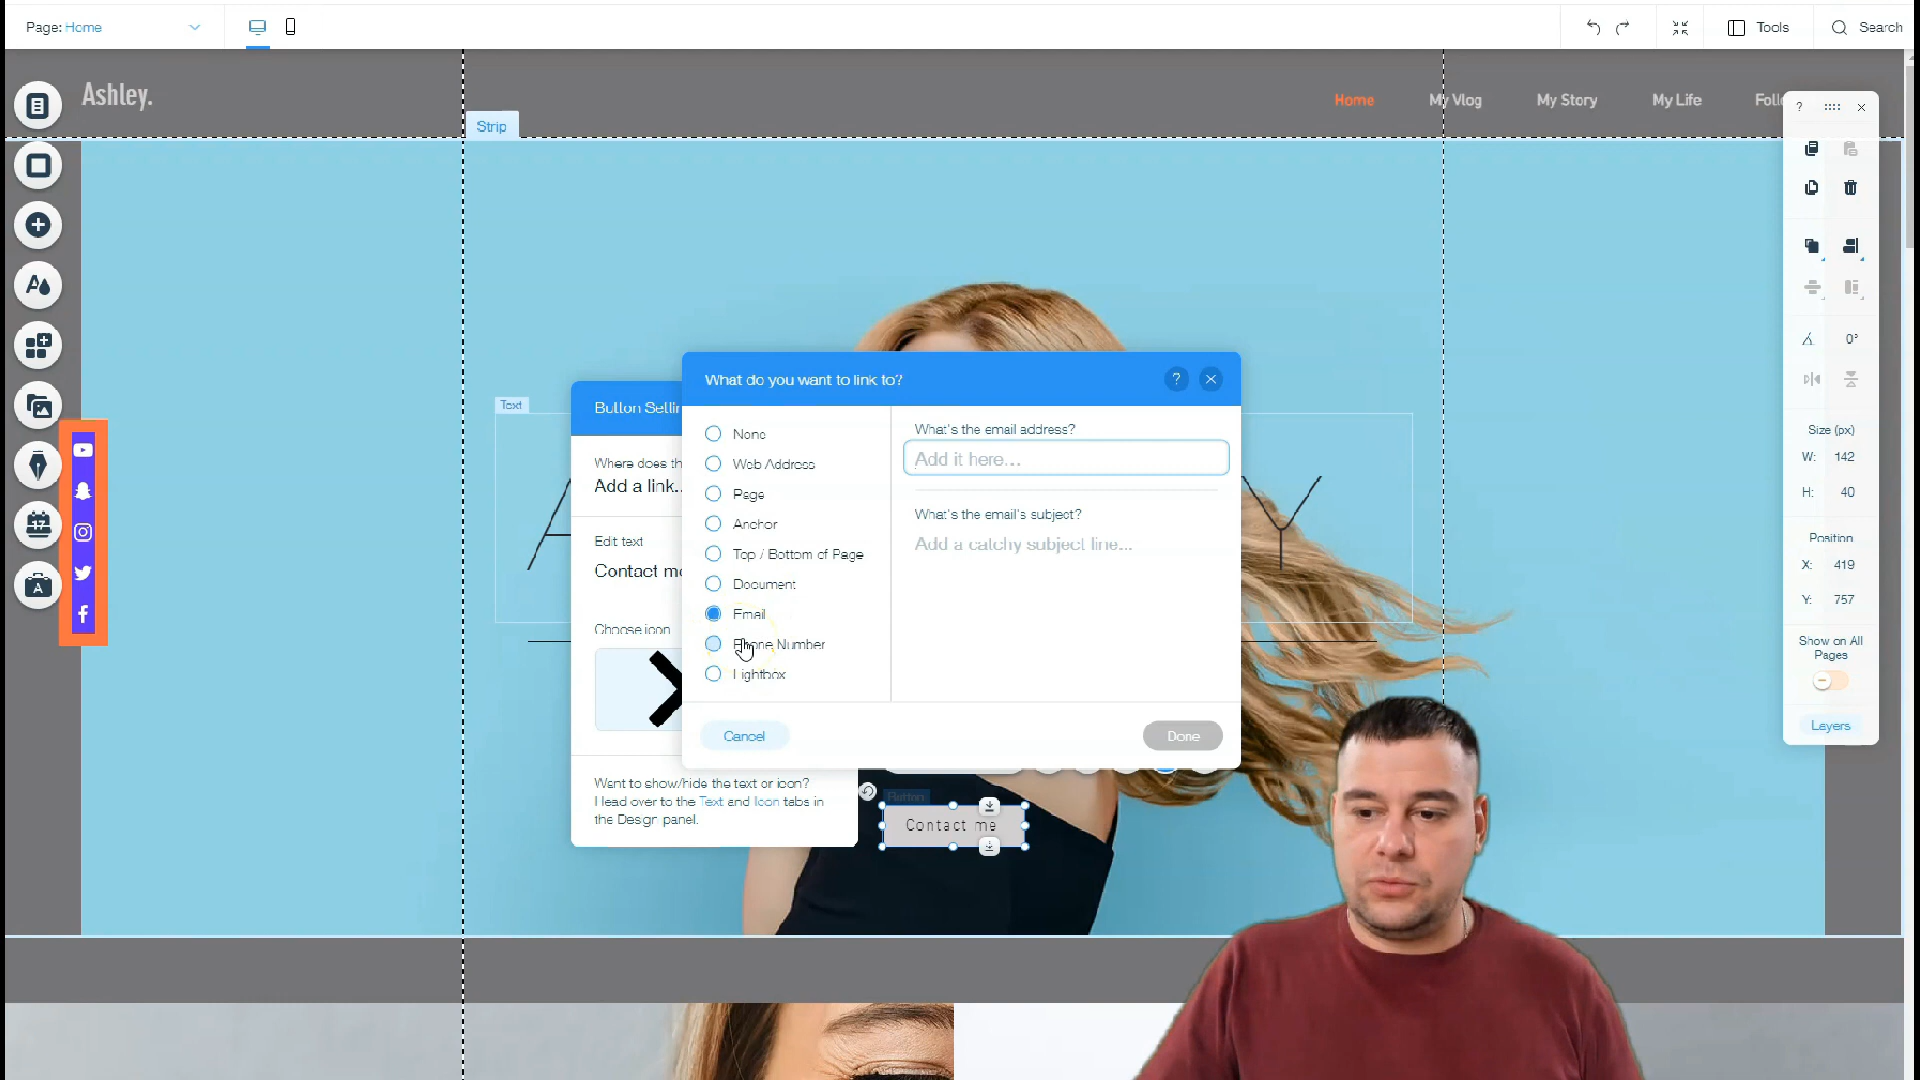 Page: Home
Tools
Search
Ashley.
Home
My Vlog
My Story
My Life
Foll
Strip
Text
What do you want to link to?
?
Button Settin
Where does th
Add a link...
Edit text
Contact me
Choose icon
Want to show/hide the text or icon?
Head over to the Text and Icon tabs in
the Design panel.
None
Web Address
Page
Anchor
Top / Bottom of Page
Document
Email
Phone Number
Lightbox
What's the email address?
Add it here...
What's the email's subject?
Add a catchy subject line...
Cancel
Done
A
Y
Button
Contact me
?
0°
Size (px)
W: 142
H: 40
Position
X: 419
Y: 757
Show on All
Pages
Layers
17
A